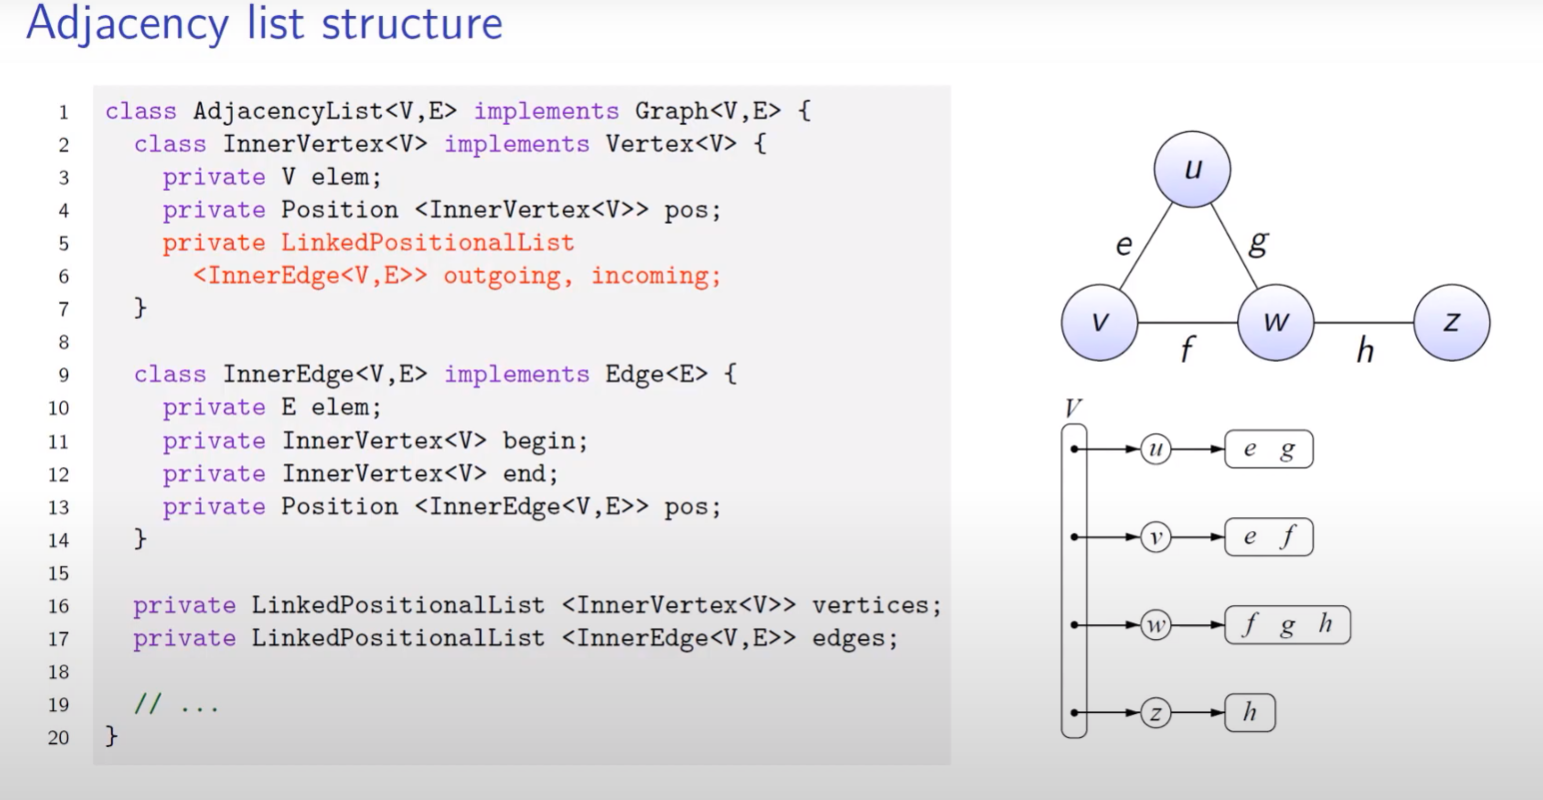 Adjacency list structure
1 class AdjacencyList<V,E> implements Graph<V,E> {
2 class InnerVertex<V> implements Vertex<V> {
3 private V elem;
4 private Position <InnerVertex<V>> pos;
5 private LinkedPositionalList
6 <InnerEdge<V,E>> outgoing, incoming;
7 }
8
9 class InnerEdge<V,E> implements Edge<E> {
10 private E elem;
11 private InnerVertex<V> begin;
12 private InnerVertex<V> end;
13 private Position <InnerEdge<V,E>> pos;
14 }
15
16 private LinkedPositionalList <InnerVertex<V>> vertices;
17 private LinkedPositionalList <InnerEdge<V,E>> edges;
18
19 // ...
20 }
u
e g
v w z
f h
V
u e g
v e f
w f g h
z h